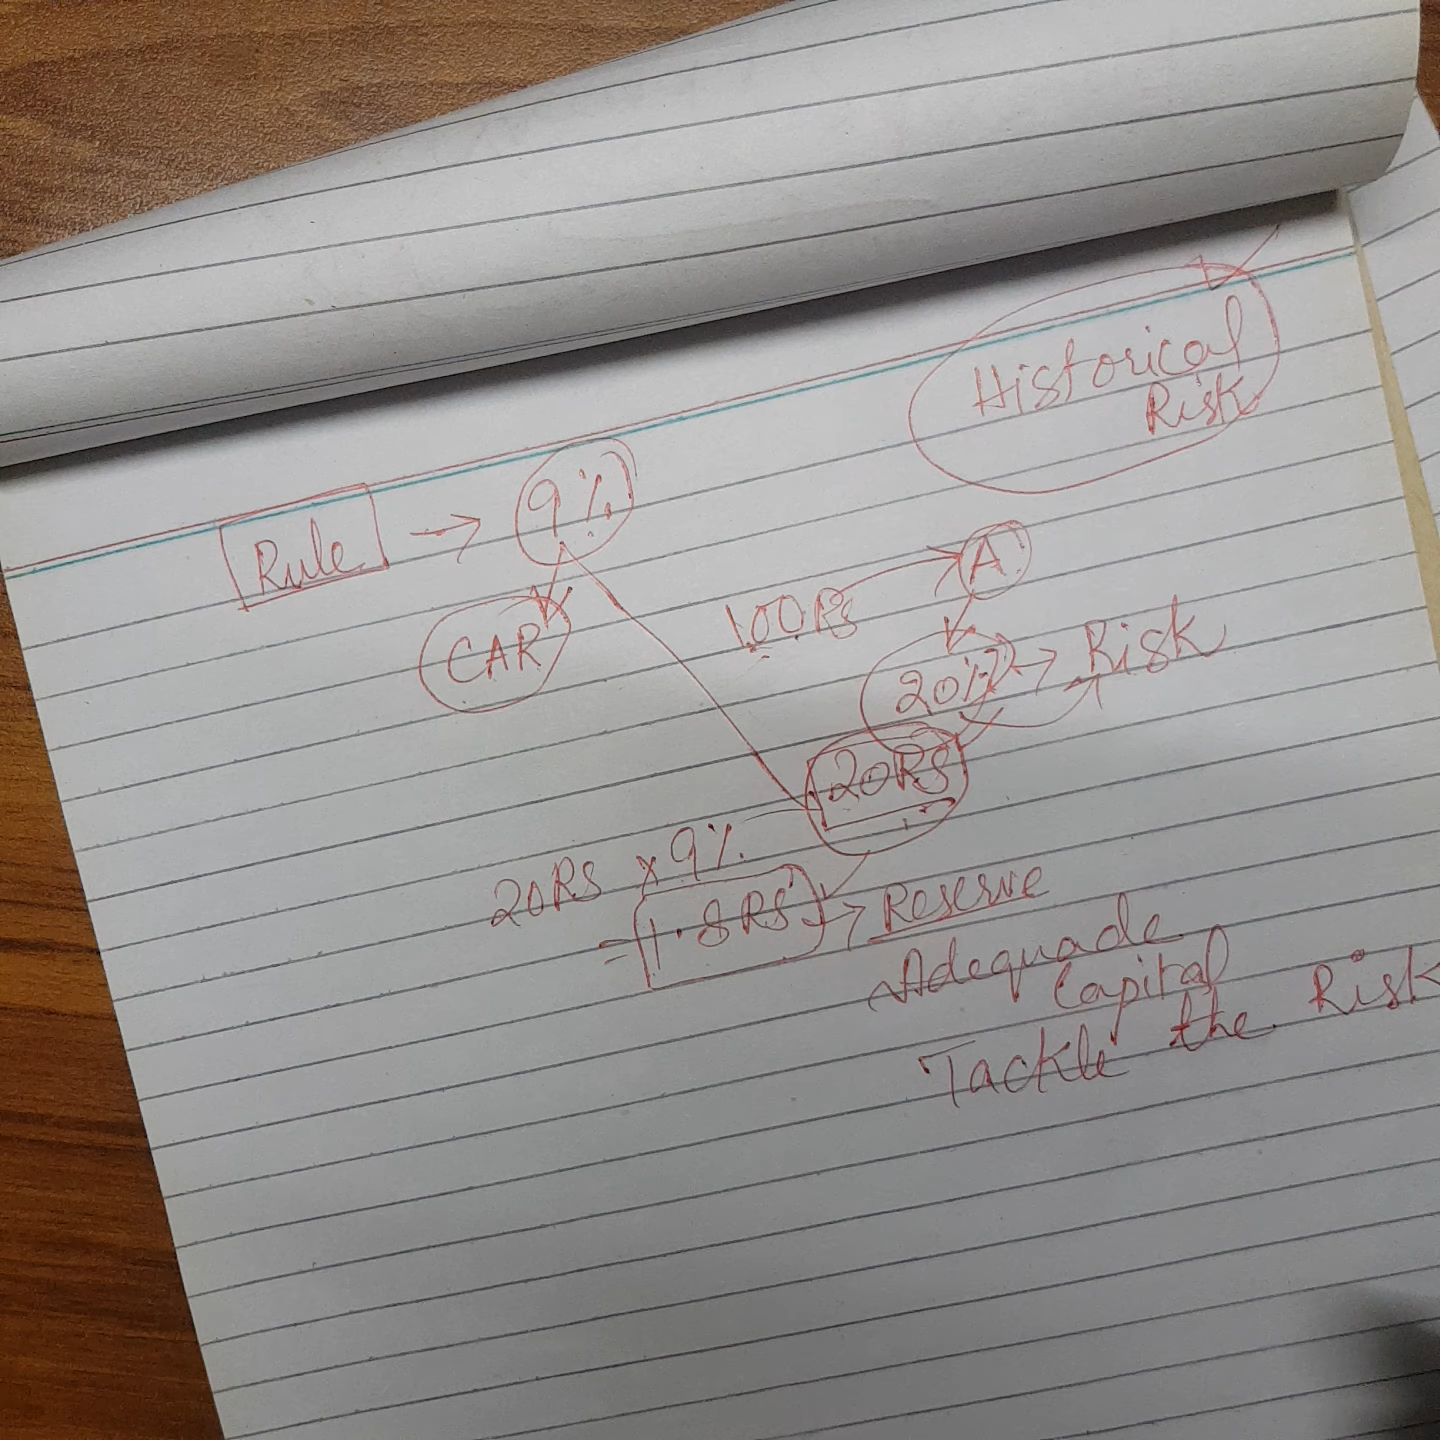 Historical
Risk
Rule → 9%
CAR
100Rs
A
20% → Risk
20RS
20RS × 9%
= 1.8RS → Reserve
Adequade
Capital
Tackle the Risk